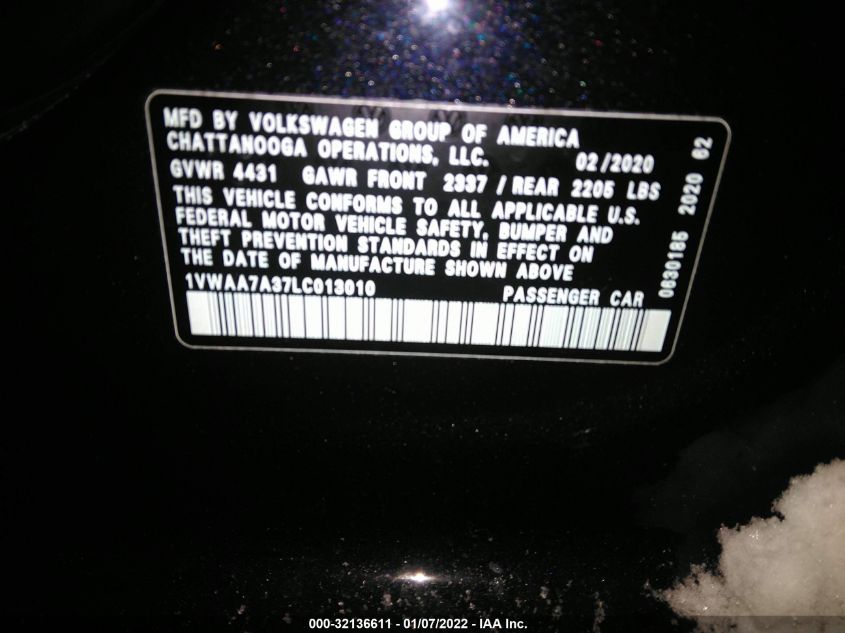 MFD BY VOLKSWAGEN GROUP OF AMERICA
CHATTANOOGA OPERATIONS, LLC. 02/2020
GVWR 4431 GAWR FRONT 2337 / REAR 2205 LBS
THIS VEHICLE CONFORMS TO ALL APPLICABLE U.S.
FEDERAL MOTOR VEHICLE SAFETY, BUMPER AND
THEFT PREVENTION STANDARDS IN EFFECT ON
THE DATE OF MANUFACTURE SHOWN ABOVE
1VWAA7A37LC013010 PASSENGER CAR
0630185 2020 62
000-32136611 - 01/07/2022 - IAA Inc.